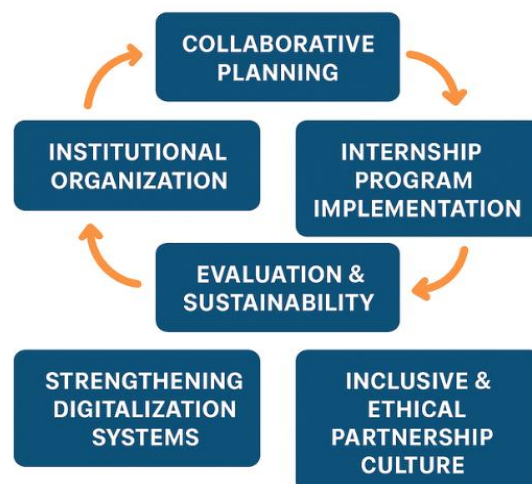 COLLABORATIVE
PLANNING
INSTITUTIONAL
ORGANIZATION
INTERNSHIP
PROGRAM
IMPLEMENTATION
EVALUATION &
SUSTAINABILITY
STRENGTHENING
DIGITALIZATION
SYSTEMS
INCLUSIVE &
ETHICAL
PARTNERSHIP
CULTURE